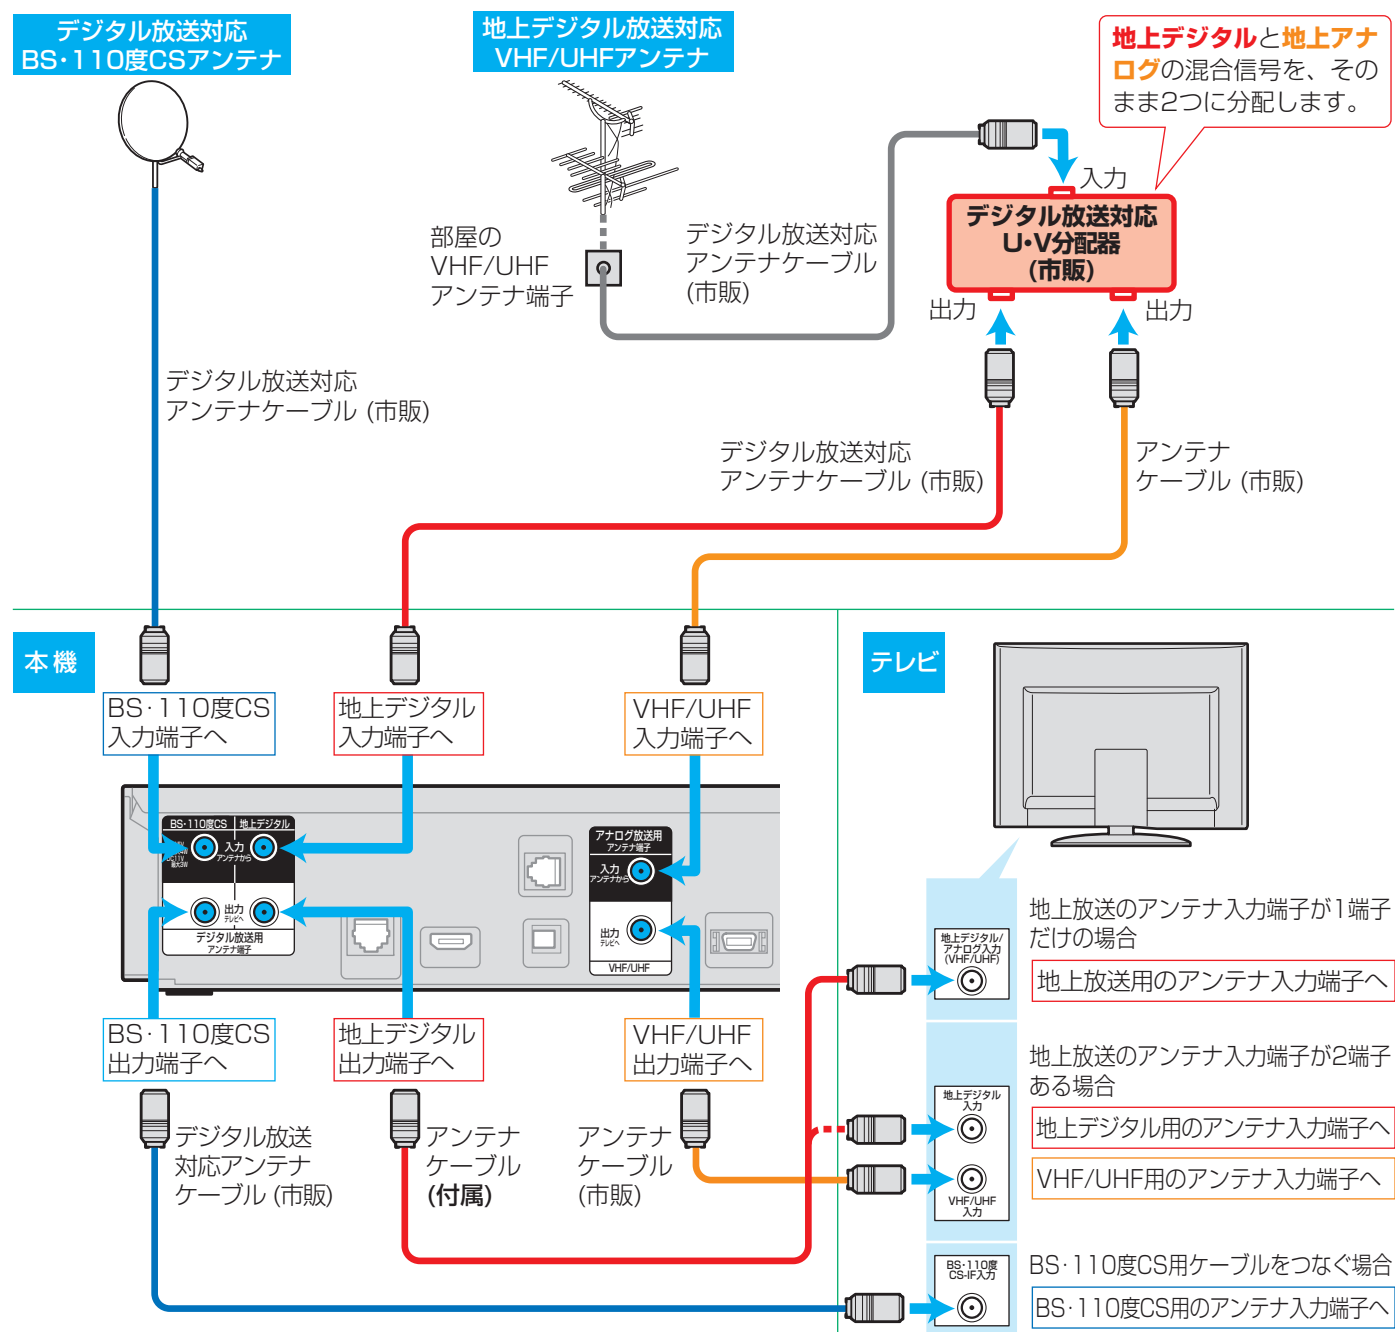 デジタル放送対応
BS･110度CSアンテナ
地上デジタル放送対応
VHF/UHFアンテナ
地上デジタルと地上アナ
ログの混合信号を、その
まま2つに分配します。
入力
デジタル放送対応
U･V分配器
(市販)
出力
出力
部屋の
VHF/UHF
アンテナ端子
デジタル放送対応
アンテナケーブル
(市販)
デジタル放送対応
アンテナケーブル (市販)
デジタル放送対応
アンテナケーブル (市販)
アンテナ
ケーブル (市販)
本機
BS･110度CS
入力端子へ
地上デジタル
入力端子へ
VHF/UHF
入力端子へ
BS･110度CS
地上デジタル
入力
アンテナから
最大3W
出力
テレビへ
デジタル放送用
アンテナ端子
アナログ放送用
アンテナ端子
入力
アンテナから
出力
テレビへ
VHF/UHF
BS･110度CS
出力端子へ
地上デジタル
出力端子へ
VHF/UHF
出力端子へ
デジタル放送
対応アンテナ
ケーブル (市販)
アンテナ
ケーブル
(付属)
アンテナ
ケーブル
(市販)
テレビ
地上デジタル/
アナログ入力
(VHF/UHF)
地上放送のアンテナ入力端子が1端子
だけの場合
地上放送用のアンテナ入力端子へ
地上デジタル
入力
VHF/UHF
入力
地上放送のアンテナ入力端子が2端子
ある場合
地上デジタル用のアンテナ入力端子へ
VHF/UHF用のアンテナ入力端子へ
BS･110度
CS-IF入力
BS･110度CS用ケーブルをつなぐ場合
BS･110度CS用のアンテナ入力端子へ